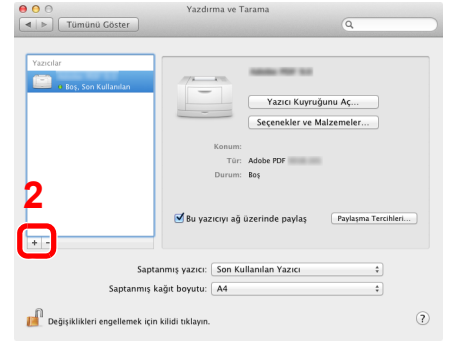 Yazdırma ve Tarama
Tümünü Göster
Yazıcılar
Boş, Son Kullanılan
Yazıcı Kuyruğunu Aç...
Seçenekler ve Malzemeler...
Konum:
Tür: Adobe PDF
Durum: Boş
2
Bu yazıcıyı ağ üzerinde paylaş Paylaşma Tercihleri...
+ -
Saptanmış yazıcı: Son Kullanılan Yazıcı
Saptanmış kağıt boyutu: A4
Değişiklikleri engellemek için kilidi tıklayın. ?